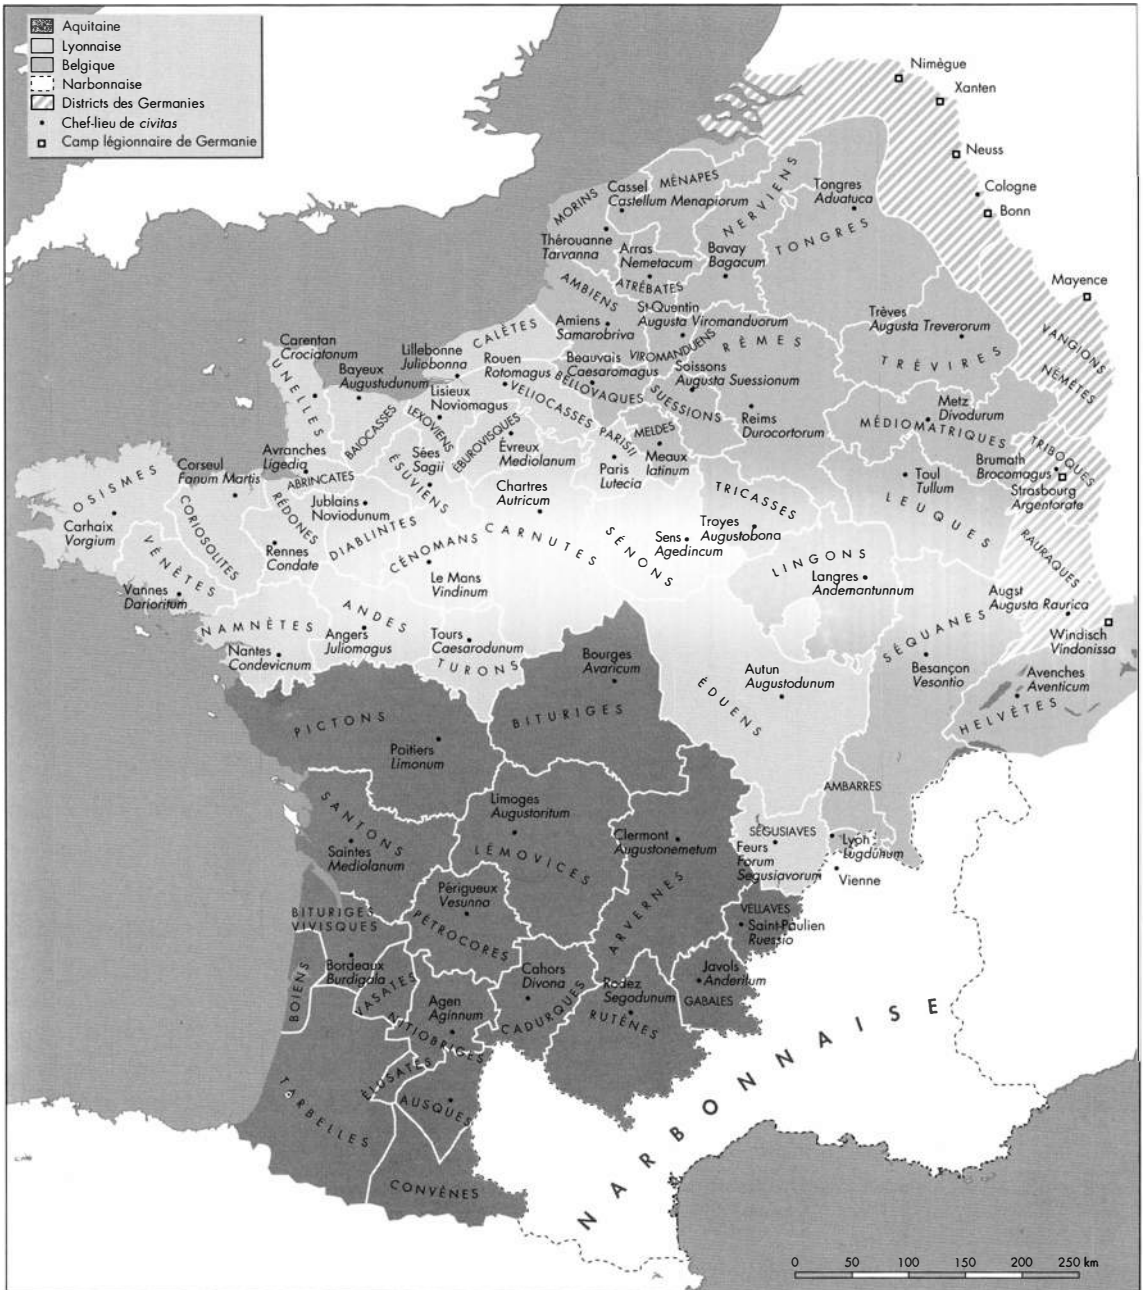 Aquitaine
Lyonnaise
Belgique
Narbonnaise
Districts des Germanies
Chef-lieu de civitas
Camp légionnaire de Germanie
Nimègue
Xanten
Neuss
Cologne
Bonn
Mayence
VANGIONS
NÉMÈTES
TRIBOQUES
RAURAQUES
MORINS
Cassel
Castellum Menapiorum
MÉNAPES
NERVIENS
Tongres
Aduatuca
TONGRES
Thérouanne
Tarvanna
Arras
Nemetacum
ATRÉBATES
Bavay
Bagacum
AMBIENS
Amiens
Samarobriva
St-Quentin
Augusta Viromanduorum
VIROMANDUENS
RÈMES
Trèves
Augusta Treverorum
TRÉVIRES
CALÈTES
Lillebonne
Juliobonna
Rouen
Rotomagus
Beauvais
Caesaromagus
BELLOVAQUES
Soissons
Augusta Suessionum
SUESSIONS
Reims
Durocortorum
Metz
Divodurum
MÉDIOMATRIQUES
Carentan
Crociatonum
UNELLES
Bayeux
Augustudunum
BAIOCASSES
Lisieux
Noviomagus
LEXOVIENS
VELIOCASSES
PARISII
MELDES
Meaux
Iatinum
Paris
Lutecia
ÉBUROVISQUES
Évreux
Mediolanum
Sées
Sagii
ÉSUVIENS
Avranches
Ligedia
ABRINCATES
Brumath
Brocomagus
Strasbourg
Argentorate
Toul
Tullum
LEUQUES
OSISMES
Corseul
Fanum Martis
CORIOSOLITES
RÉDONES
Jublains
Noviodunum
DIABLINTES
Chartres
Autricum
CARNUTES
TRICASSES
Troyes
Augustobona
SÉNONS
Sens
Agedincum
Carhaix
Vorgium
VÉNÈTES
Vannes
Darioritum
Rennes
Condate
CÉNOMANS
Le Mans
Vindinum
LINGONS
Langres
Andemantunnum
Augst
Augusta Raurica
Windisch
Vindonissa
NAMNÈTES
Nantes
Condevicnum
ANDES
Angers
Juliomagus
Tours
Caesarodunum
TURONS
SÉQUANES
Besançon
Vesontio
Avenches
Aventicum
HELVÈTES
Bourges
Avaricum
BITURIGES
Autun
Augustodunum
ÉDUENS
PICTONS
Poitiers
Limonum
AMBARRES
SANTONS
Saintes
Mediolanum
Limoges
Augustoritum
LÉMOVICES
Clermont
Augustonemetum
ARVERNES
SÉGUSIAVES
Feurs
Forum
Segusiavorum
Lyon
Lugdunum
Vienne
Périgueux
Vesunna
PÉTROCORES
VELLAVES
Saint-Paulien
Ruessio
BITURIGES
VIVISQUES
Bordeaux
Burdigala
BOIENS
VASATES
Agen
Aginnum
NITIOBRIGES
Cahors
Divona
CADURQUES
Rodez
Segodunum
RUTÈNES
Javols
Anderitum
GABALES
ÉLUSATES
AUSQUES
TARBELLES
CONVÈNES
NARBONNAISE
0 50 100 150 200 250 km